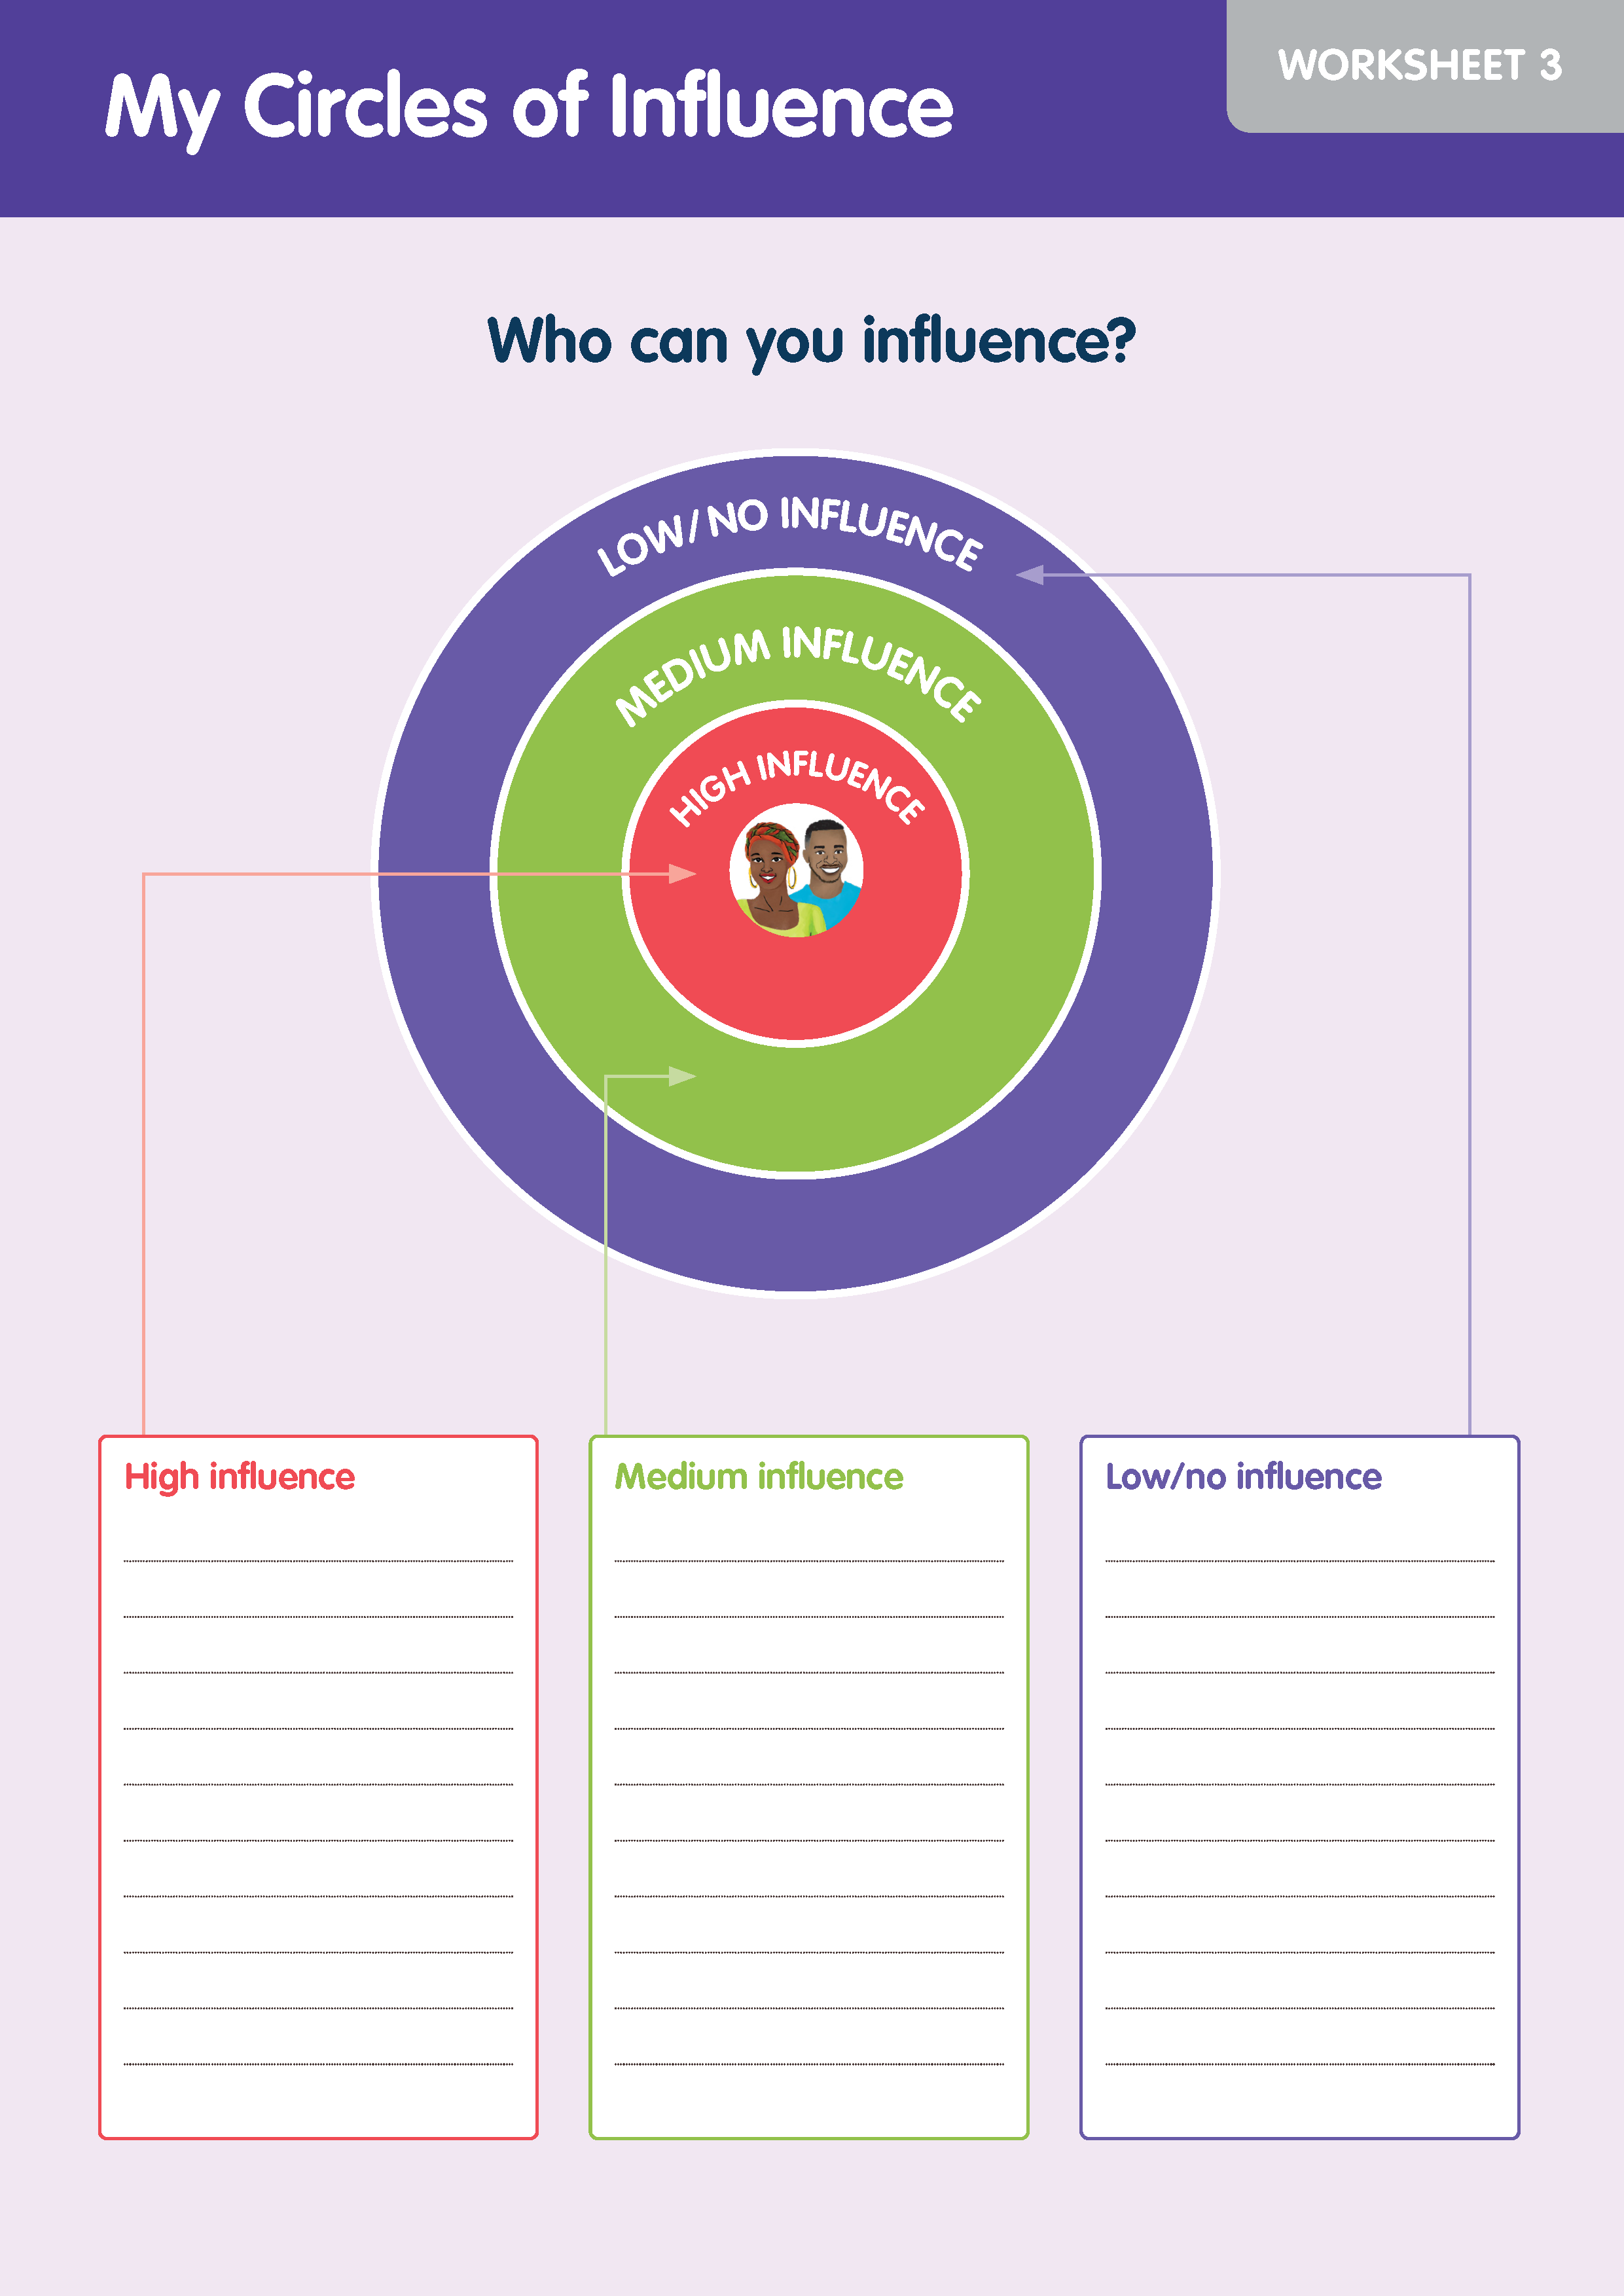 My Circles of Influence
WORKSHEET 3
Who can you influence?
LOW/NO INFLUENCE
MEDIUM INFLUENCE
HIGH INFLUENCE
High influence
Medium influence
Low/no influence